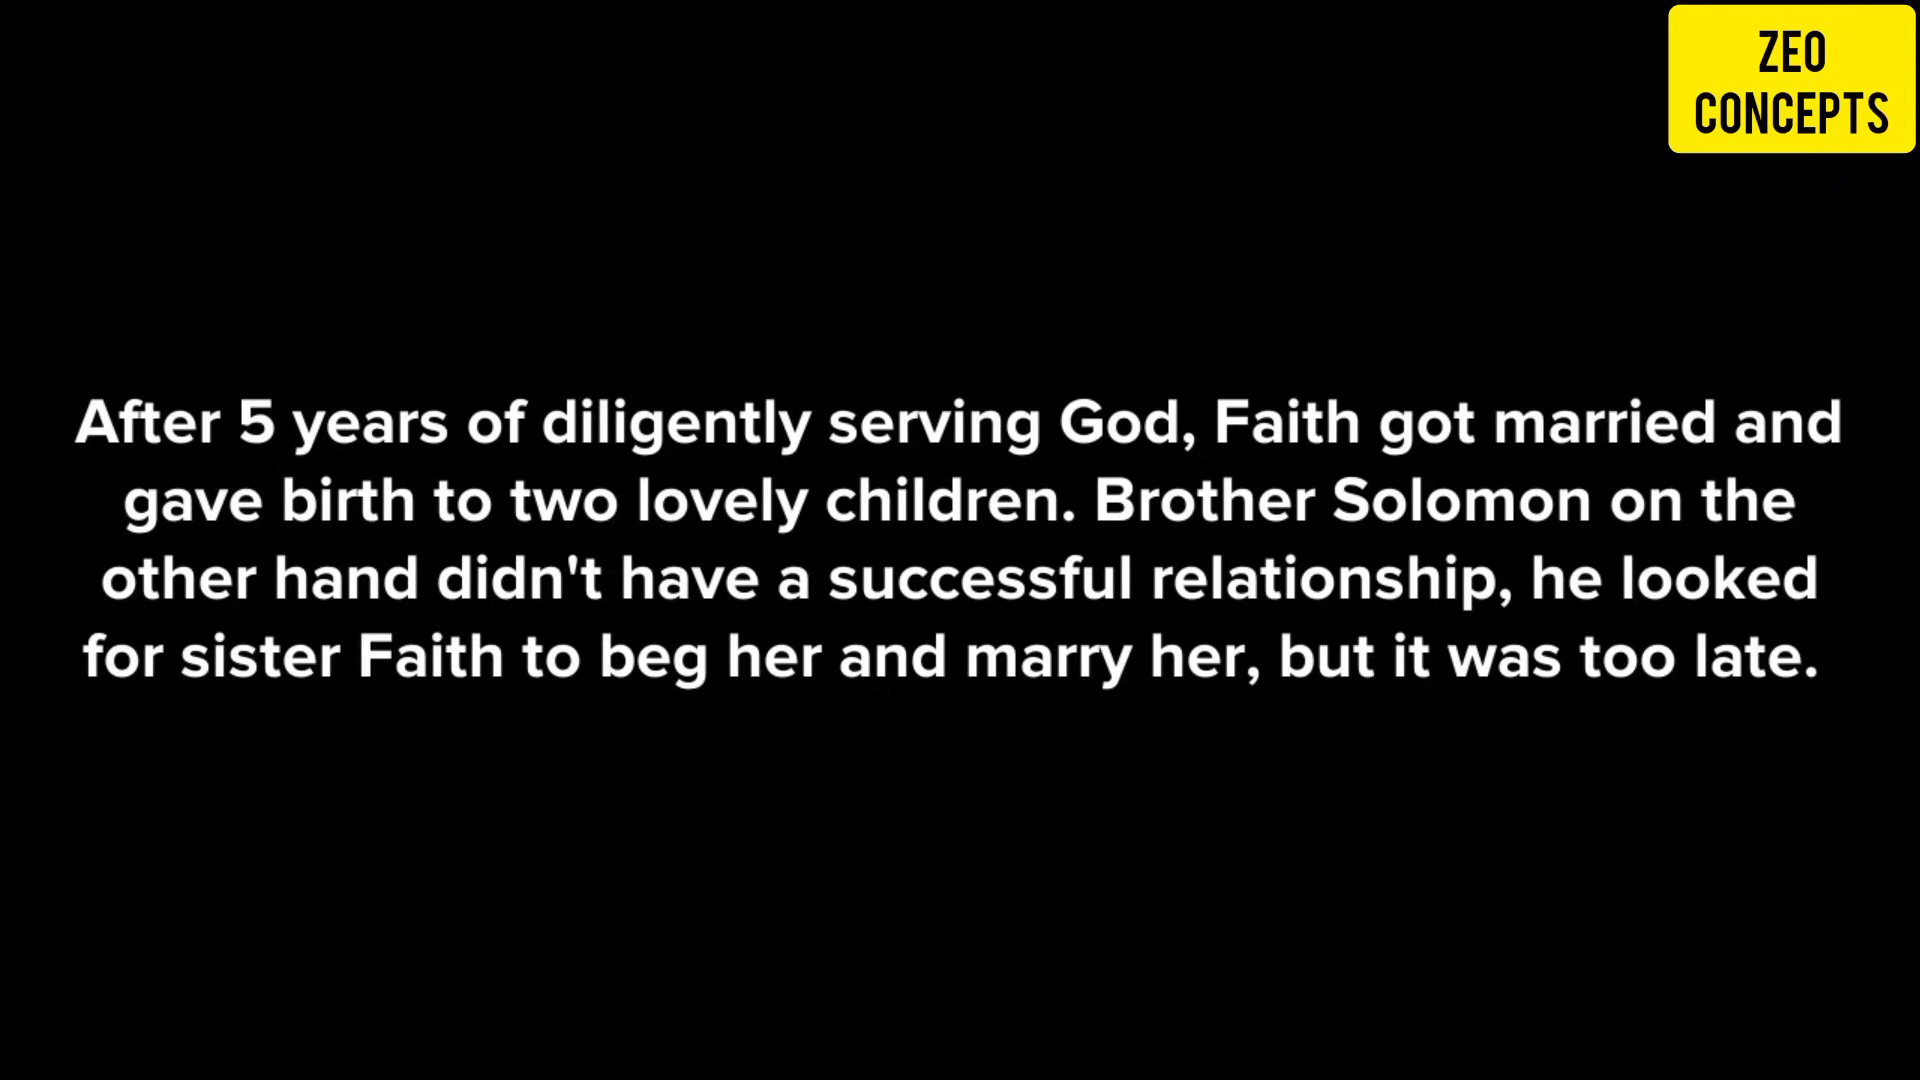 ZEO
CONCEPTS
After 5 years of diligently serving God, Faith got married and
gave birth to two lovely children. Brother Solomon on the
other hand didn't have a successful relationship, he looked
for sister Faith to beg her and marry her, but it was too late.